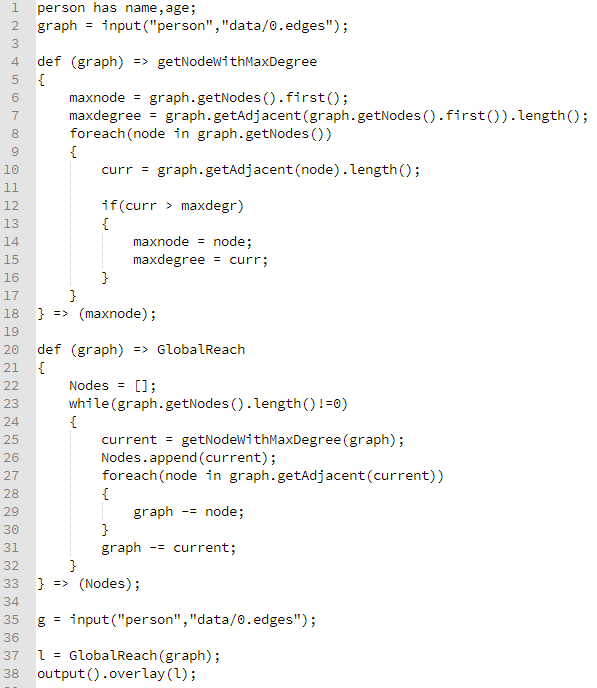 1 person has name,age;
2 graph = input("person","data/0.edges");
3
4 def (graph) => getNodeWithMaxDegree
5 {
6     maxnode = graph.getNodes().first();
7     maxdegree = graph.getAdjacent(graph.getNodes().first()).length();
8     foreach(node in graph.getNodes())
9     {
10         curr = graph.getAdjacent(node).length();
11
12         if(curr > maxdegr)
13         {
14             maxnode = node;
15             maxdegree = curr;
16         }
17     }
18 } => (maxnode);
19
20 def (graph) => GlobalReach
21 {
22     Nodes = [];
23     while(graph.getNodes().length()!=0)
24     {
25         current = getNodeWithMaxDegree(graph);
26         Nodes.append(current);
27         foreach(node in graph.getAdjacent(current))
28         {
29             graph -= node;
30         }
31         graph -= current;
32     }
33 } => (Nodes);
34
35 g = input("person","data/0.edges");
36
37 l = GlobalReach(graph);
38 output().overlay(l);